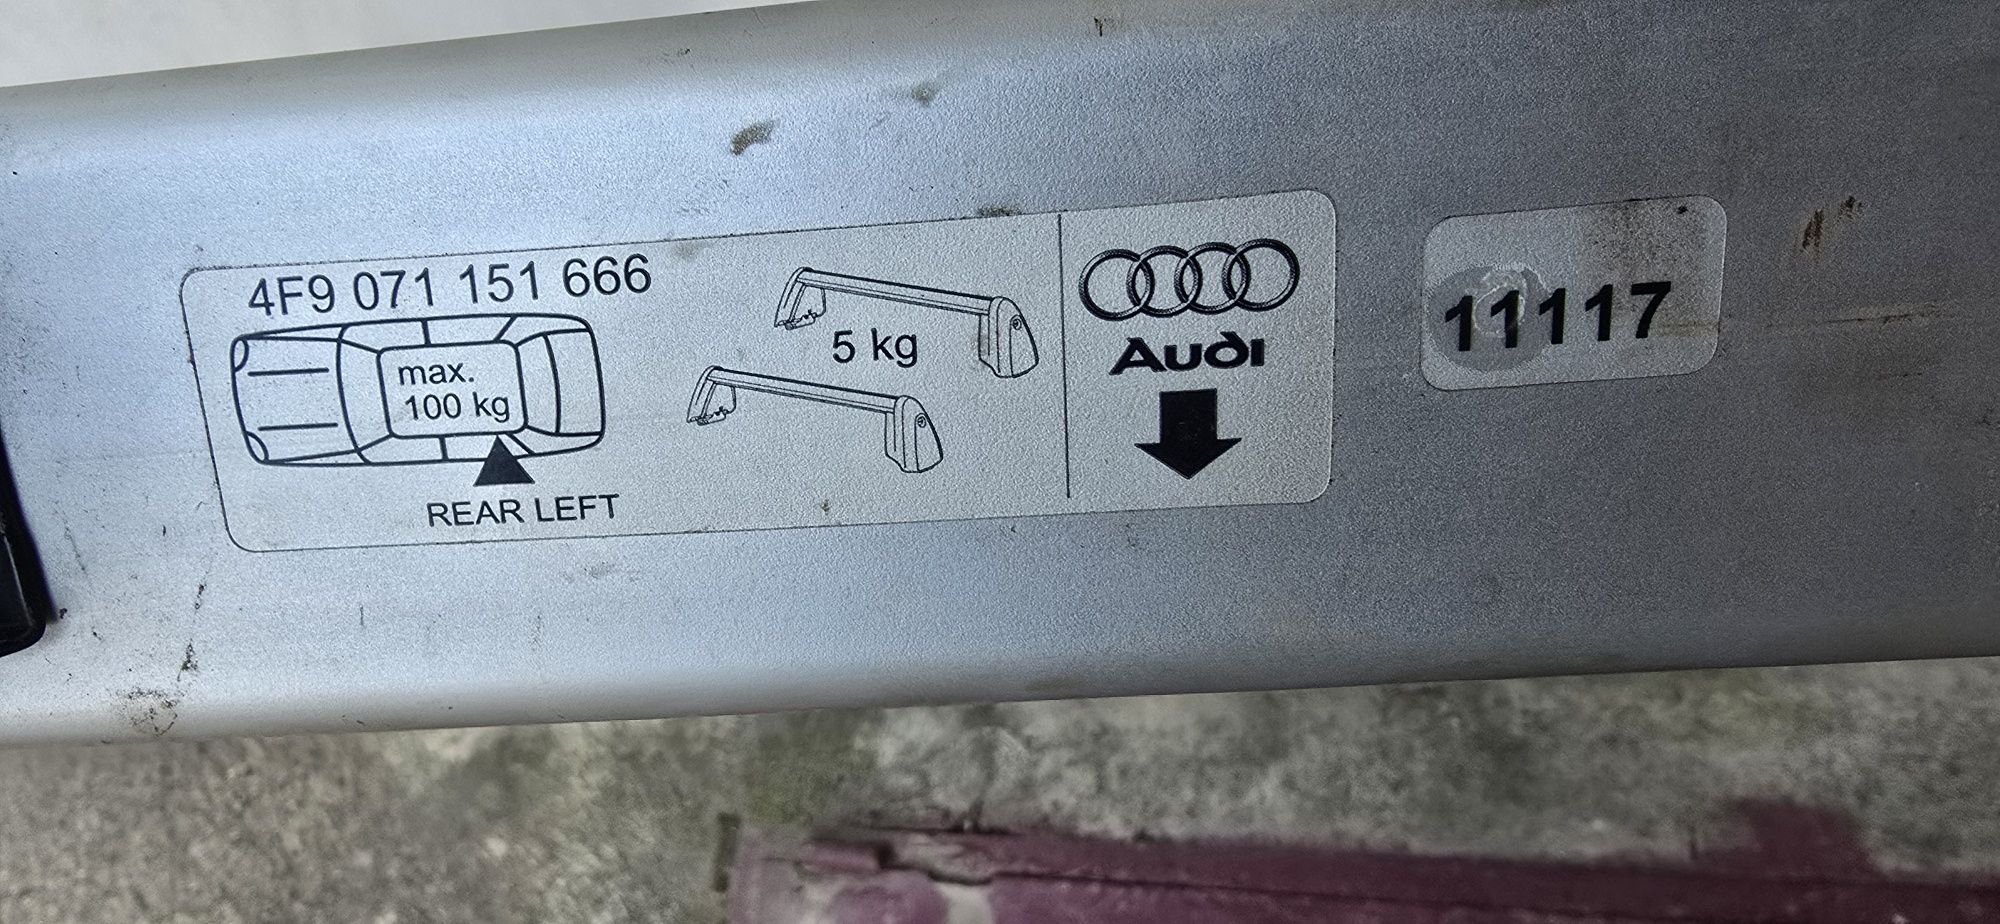 4F9 071 151 666
max.
100 kg
REAR LEFT
5 kg
Audi
11117